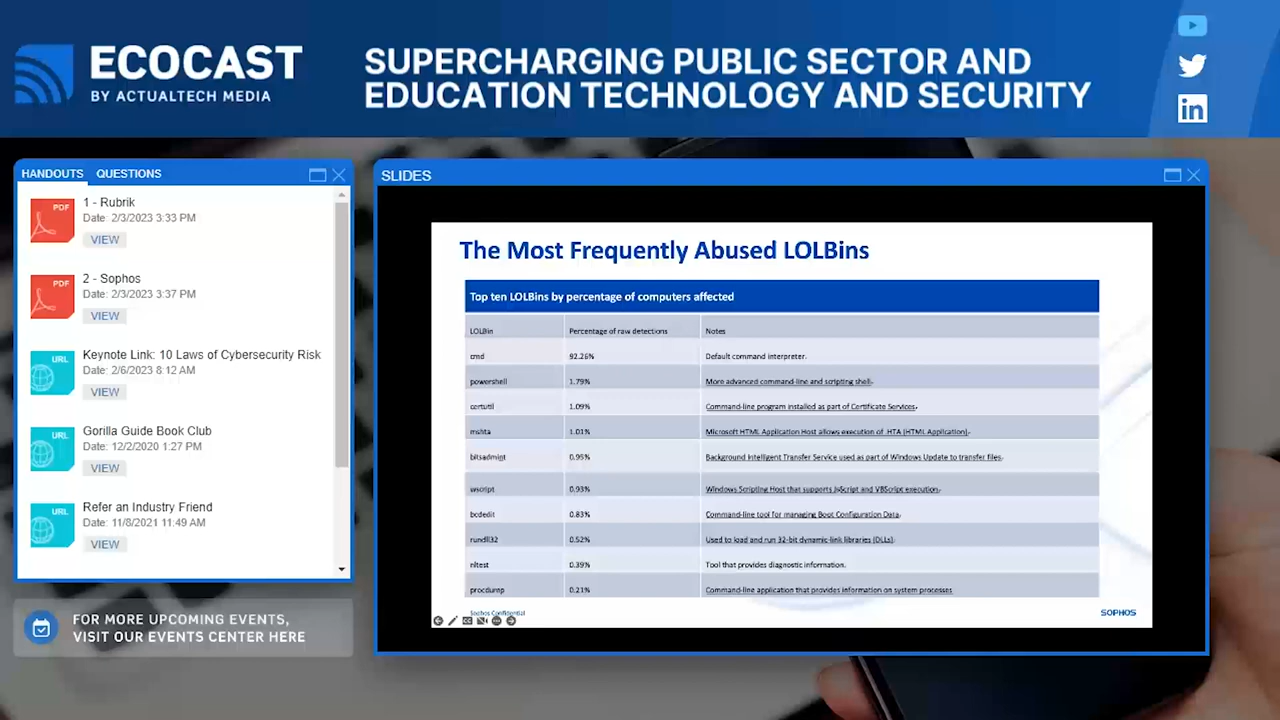 ECOCAST
BY ACTUALTECH MEDIA
SUPERCHARGING PUBLIC SECTOR AND
EDUCATION TECHNOLOGY AND SECURITY
in
HANDOUTS QUESTIONS
PDF
1 - Rubrik
Date: 2/3/2023 3:33 PM
VIEW
PDF
2 - Sophos
Date: 2/3/2023 3:37 PM
VIEW
URL
Keynote Link: 10 Laws of Cybersecurity Risk
Date: 2/6/2023 8:12 AM
VIEW
URL
Gorilla Guide Book Club
Date: 12/2/2020 1:27 PM
VIEW
URL
Refer an Industry Friend
Date: 11/8/2021 11:49 AM
VIEW
FOR MORE UPCOMING EVENTS,
VISIT OUR EVENTS CENTER HERE
SLIDES
The Most Frequently Abused LOLBins
Top ten LOLBins by percentage of computers affected
LOLBin Percentage of raw detections Notes
cmd 92.26% Default command interpreter.
powershell 1.79% More advanced command-line and scripting shell.
certutil 1.09% Command-line program installed as part of Certificate Services.
mshta 1.01% Microsoft HTML Application Host allows execution of .HTA (HTML Application).
bitsadmin 0.95% Background Intelligent Transfer Service used as part of Windows Update to transfer files.
wscript 0.93% Windows Scripting Host that supports JsScript and VBScript execution.
bcdedit 0.83% Command-line tool for managing Boot Configuration Data.
rundll32 0.52% Used to load and run 32-bit dynamic-link libraries (DLLs).
nltest 0.39% Tool that provides diagnostic information.
procdump 0.21% Command-line application that provides information on system processes
Sophos Confidential
SOPHOS